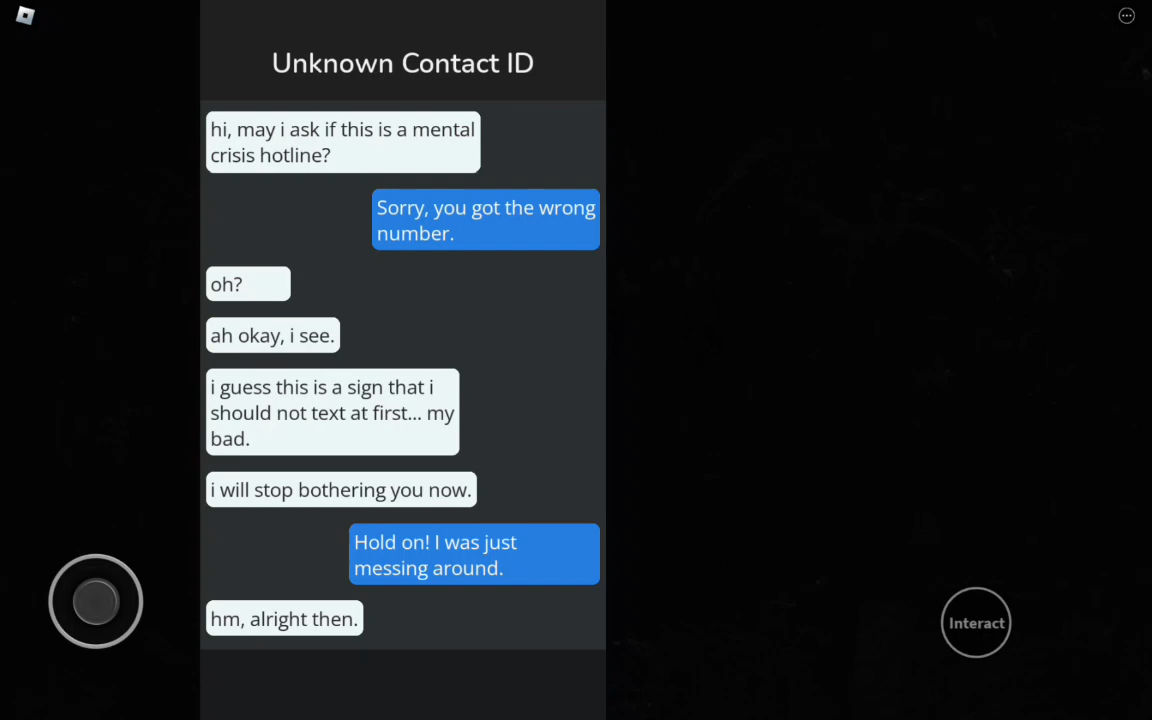 Unknown Contact ID
hi, may i ask if this is a mental
crisis hotline?
Sorry, you got the wrong
number.
oh?
ah okay, i see.
i guess this is a sign that i
should not text at first... my
bad.
i will stop bothering you now.
Hold on! I was just
messing around.
hm, alright then.
Interact